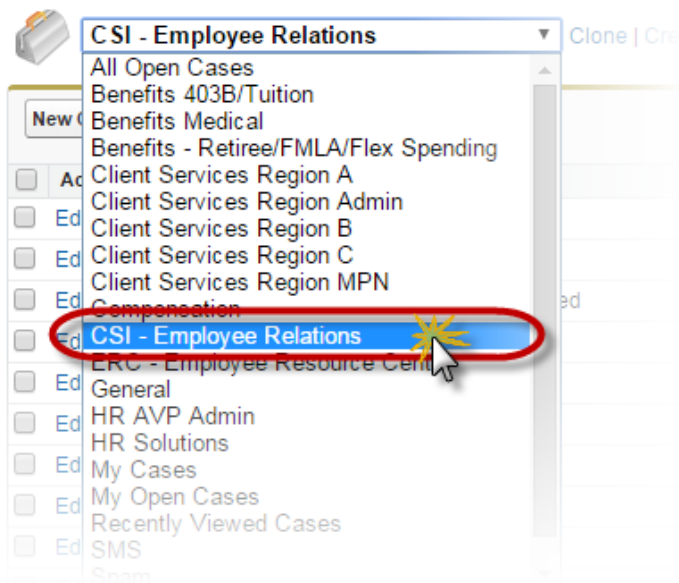 CSI - Employee Relations
Clone | Cre
All Open Cases
Benefits 403B/Tuition
New
Benefits Medical
Benefits - Retiree/FMLA/Flex Spending
Ac
Client Services Region A
Client Services Region Admin
Ed
Client Services Region B
Ed
Client Services Region C
Client Services Region MPN
Ed
ed
Compensation
Ed
CSI - Employee Relations
ERC - Employee Resource Cent
Ed
General
Ed
HR AVP Admin
HR Solutions
Ed
My Cases
Ed
My Open Cases
Recently Viewed Cases
Ed
SMS
Spam